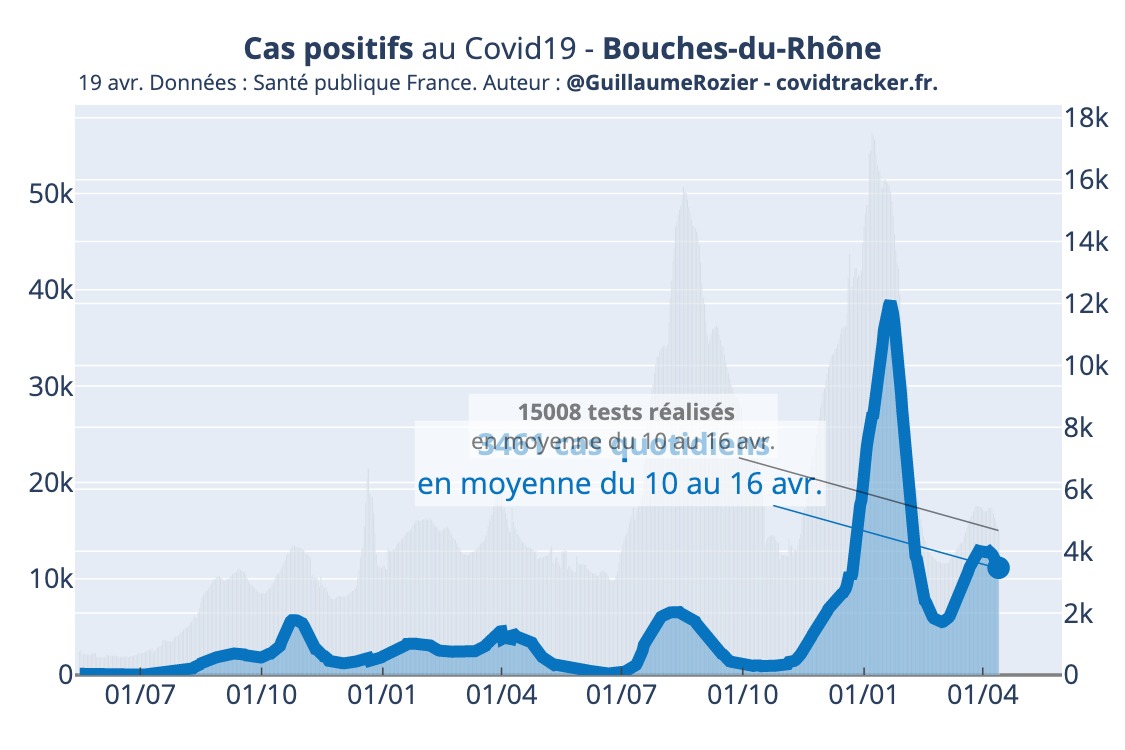 Cas positifs au Covid19 - Bouches-du-Rhône
19 avr. Données : Santé publique France. Auteur : @GuillaumeRozier - covidtracker.fr.
18k
16k
14k
12k
10k
8k
6k
4k
2k
0
50k
40k
30k
20k
10k
0
15008 tests réalisés
en moyenne du 10 au 16 avr.
3461 cas quotidiens
en moyenne du 10 au 16 avr.
01/07 01/10 01/01 01/04 01/07 01/10 01/01 01/04